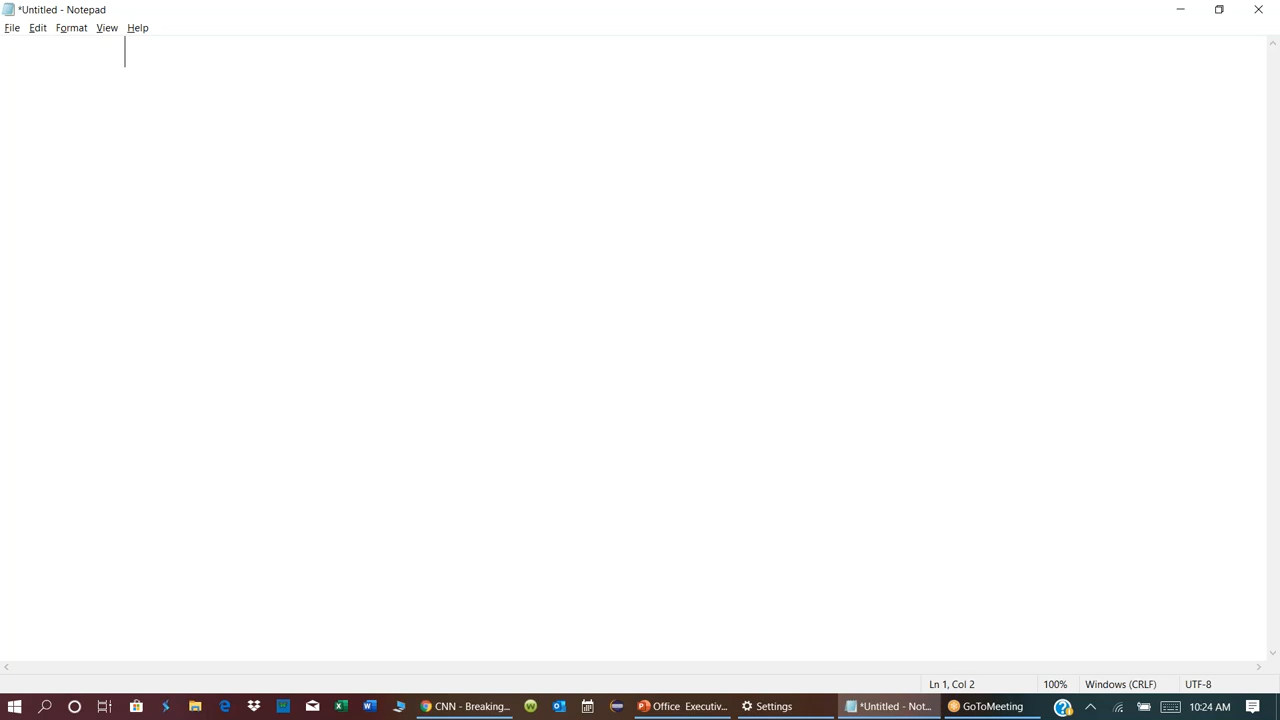 *Untitled - Notepad
File Edit Format View Help
Ln 1, Col 2 100% Windows (CRLF) UTF-8
CNN - Breaking... Office Executiv... Settings *Untitled - Not... GoToMeeting 10:24 AM